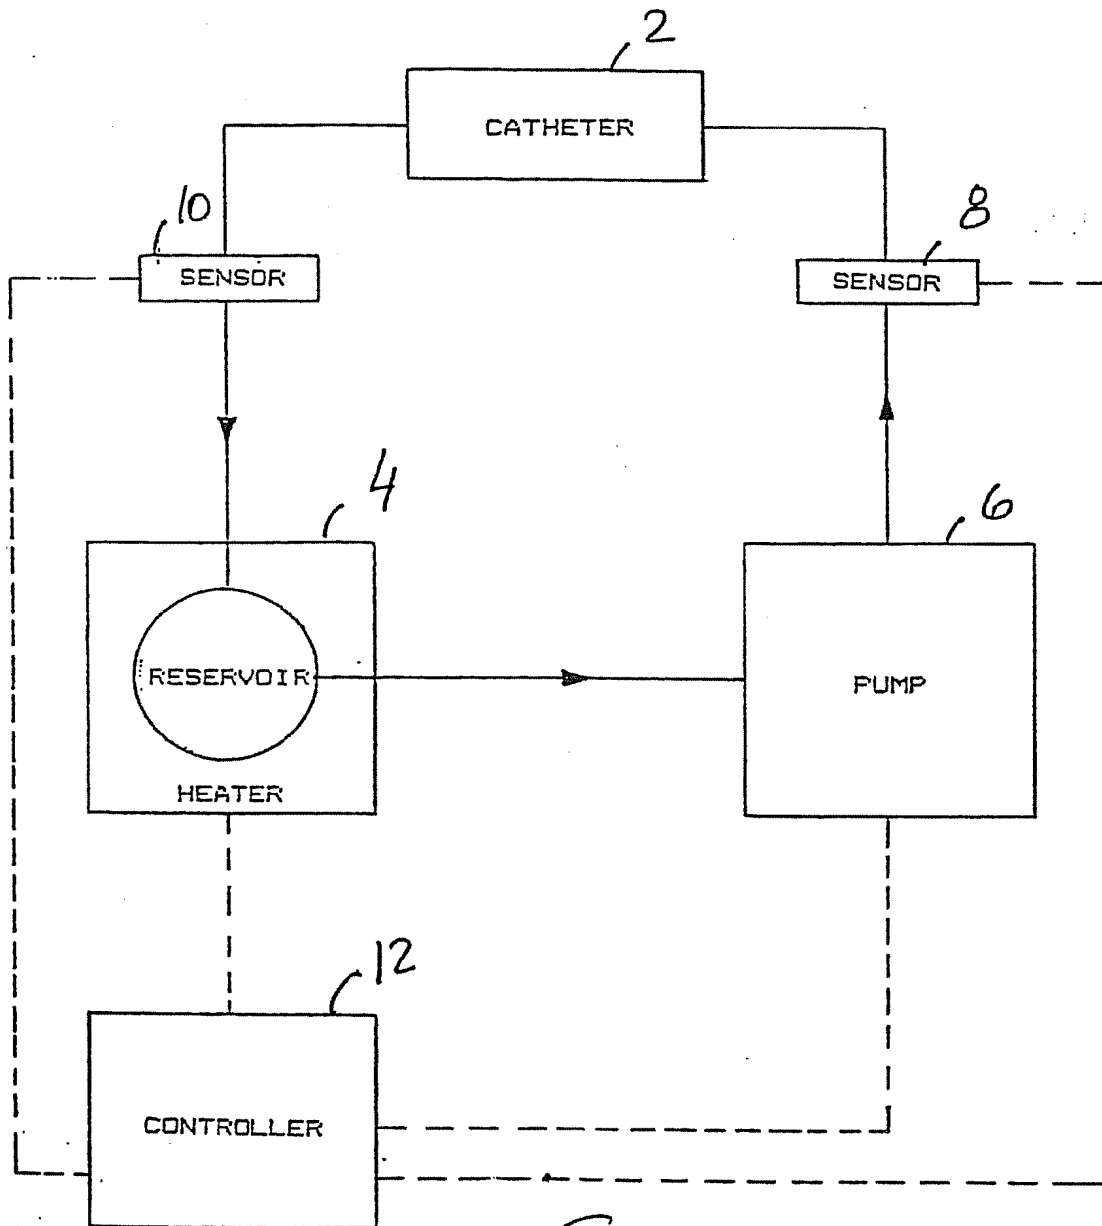 2
CATHETER
10
8
SENSOR
SENSOR
4
6
RESERVOIR
PUMP
HEATER
12
CONTROLLER